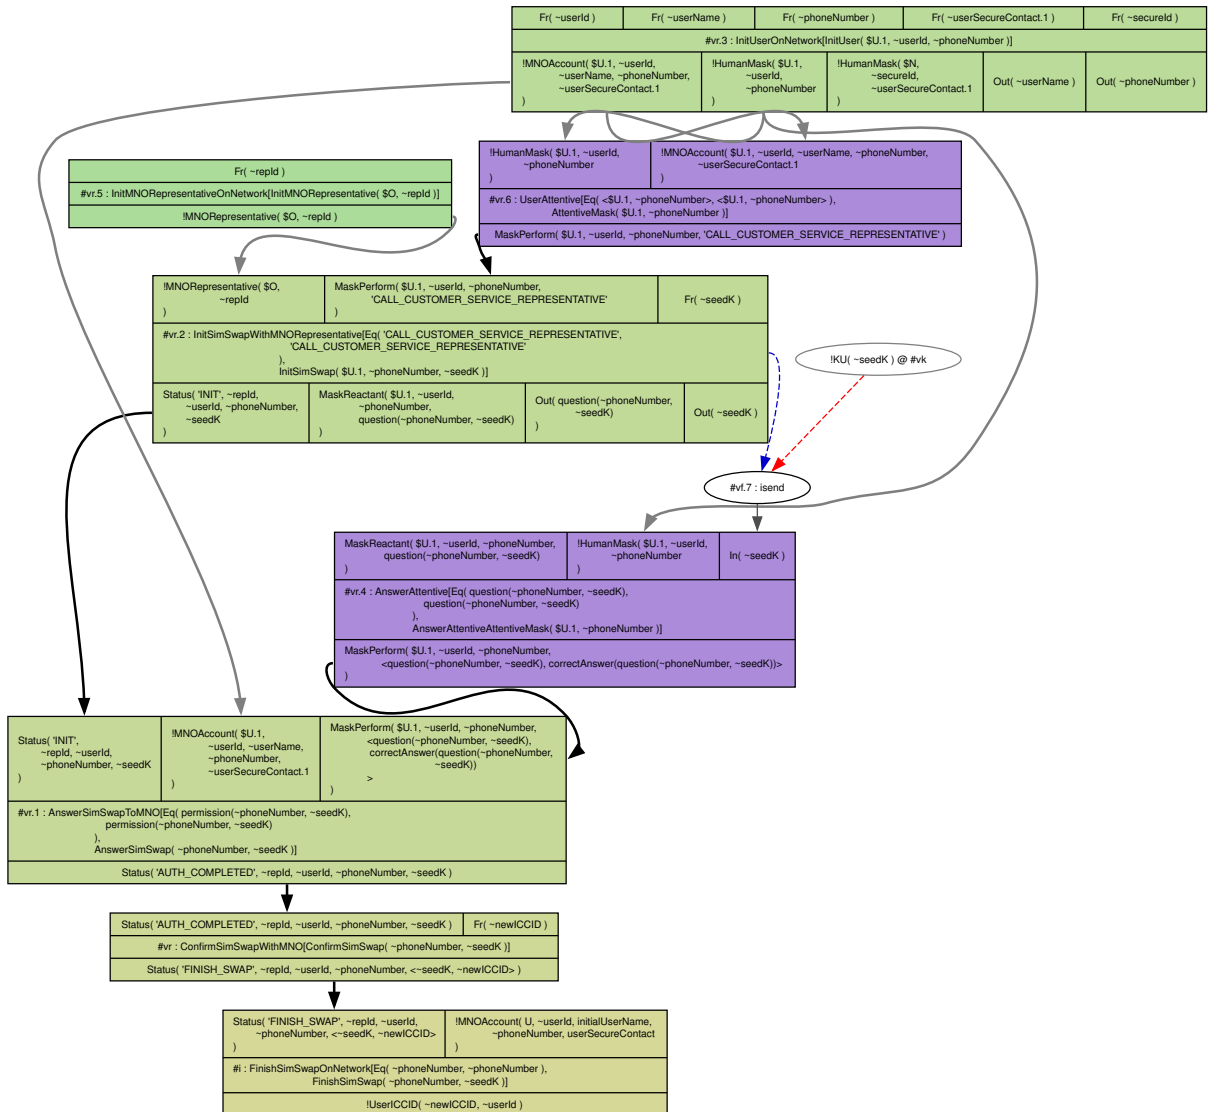 Fr( ~userId ) Fr( ~userName ) Fr( ~phoneNumber ) Fr( ~userSecureContact.1 ) Fr( ~secureId )
#vr.3 : InitUserOnNetwork[InitUser( $U.1, ~userId, ~phoneNumber )]
!MNOAccount( $U.1, ~userId,
~userName, ~phoneNumber,
~userSecureContact.1
)
!HumanMask( $U.1,
~userId,
~phoneNumber
)
!HumanMask( $N,
~secureId,
~userSecureContact.1
)
Out( ~userName )
Out( ~phoneNumber )
!HumanMask( $U.1, ~userId,
~phoneNumber
)
!MNOAccount( $U.1, ~userId, ~userName, ~phoneNumber,
~userSecureContact.1
)
#vr.6 : UserAttentive[Eq( <$U.1, ~phoneNumber>, <$U.1, ~phoneNumber> ),
AttentiveMask( $U.1, ~phoneNumber )]
MaskPerform( $U.1, ~userId, ~phoneNumber, 'CALL_CUSTOMER_SERVICE_REPRESENTATIVE' )
Fr( ~repId )
#vr.5 : InitMNORepresentativeOnNetwork[InitMNORepresentative( $O, ~repId )]
!MNORepresentative( $O, ~repId )
!MNORepresentative( $O,
~repId
)
MaskPerform( $U.1, ~userId, ~phoneNumber,
'CALL_CUSTOMER_SERVICE_REPRESENTATIVE'
)
Fr( ~seedK )
#vr.2 : InitSimSwapWithMNORepresentative[Eq( 'CALL_CUSTOMER_SERVICE_REPRESENTATIVE',
'CALL_CUSTOMER_SERVICE_REPRESENTATIVE'
),
InitSimSwap( $U.1, ~phoneNumber, ~seedK )]
Status( 'INIT', ~repId,
~userId, ~phoneNumber,
~seedK
)
MaskReactant( $U.1, ~userId,
~phoneNumber,
question(~phoneNumber, ~seedK)
)
Out( question(~phoneNumber,
~seedK)
)
Out( ~seedK )
!KU( ~seedK ) @ #vk
#vf.7 : isend
MaskReactant( $U.1, ~userId, ~phoneNumber,
question(~phoneNumber, ~seedK)
)
!HumanMask( $U.1, ~userId,
~phoneNumber
)
In( ~seedK )
#vr.4 : AnswerAttentive[Eq( question(~phoneNumber, ~seedK),
question(~phoneNumber, ~seedK)
),
AnswerAttentiveAttentiveMask( $U.1, ~phoneNumber )]
MaskPerform( $U.1, ~userId, ~phoneNumber,
<question(~phoneNumber, ~seedK), correctAnswer(question(~phoneNumber, ~seedK))>
)
Status( 'INIT',
~repId, ~userId,
~phoneNumber, ~seedK
)
!MNOAccount( $U.1,
~userId, ~userName,
~phoneNumber,
~userSecureContact.1
)
MaskPerform( $U.1, ~userId, ~phoneNumber,
<question(~phoneNumber, ~seedK),
correctAnswer(question(~phoneNumber,
~seedK))
>
)
#vr.1 : AnswerSimSwapToMNO[Eq( permission(~phoneNumber, ~seedK),
permission(~phoneNumber, ~seedK)
),
AnswerSimSwap( ~phoneNumber, ~seedK )]
Status( 'AUTH_COMPLETED', ~repId, ~userId, ~phoneNumber, ~seedK )
Status( 'AUTH_COMPLETED', ~repId, ~userId, ~phoneNumber, ~seedK ) Fr( ~newICCID )
#vr : ConfirmSimSwapWithMNO[ConfirmSimSwap( ~phoneNumber, ~seedK )]
Status( 'FINISH_SWAP', ~repId, ~userId, ~phoneNumber, <~seedK, ~newICCID> )
Status( 'FINISH_SWAP', ~repId, ~userId,
~phoneNumber, <~seedK, ~newICCID>
)
!MNOAccount( U, ~userId, initialUserName,
~phoneNumber, userSecureContact
)
#i : FinishSimSwapOnNetwork[Eq( ~phoneNumber, ~phoneNumber ),
FinishSimSwap( ~phoneNumber, ~seedK )]
!UserICCID( ~newICCID, ~userId )